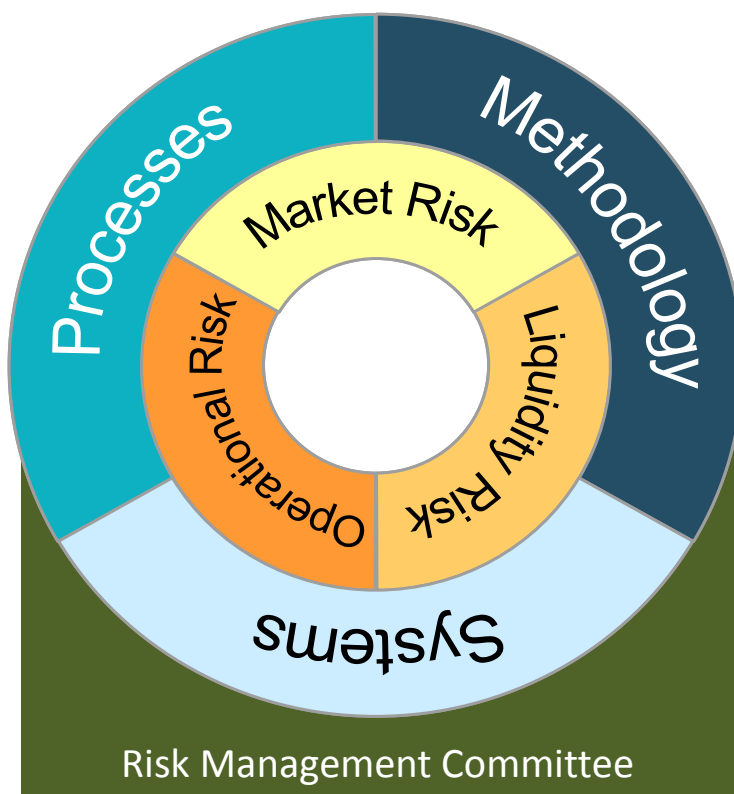 Processes
Methodology
Market Risk
Operational Risk
Liquidity Risk
Systems
Risk Management Committee